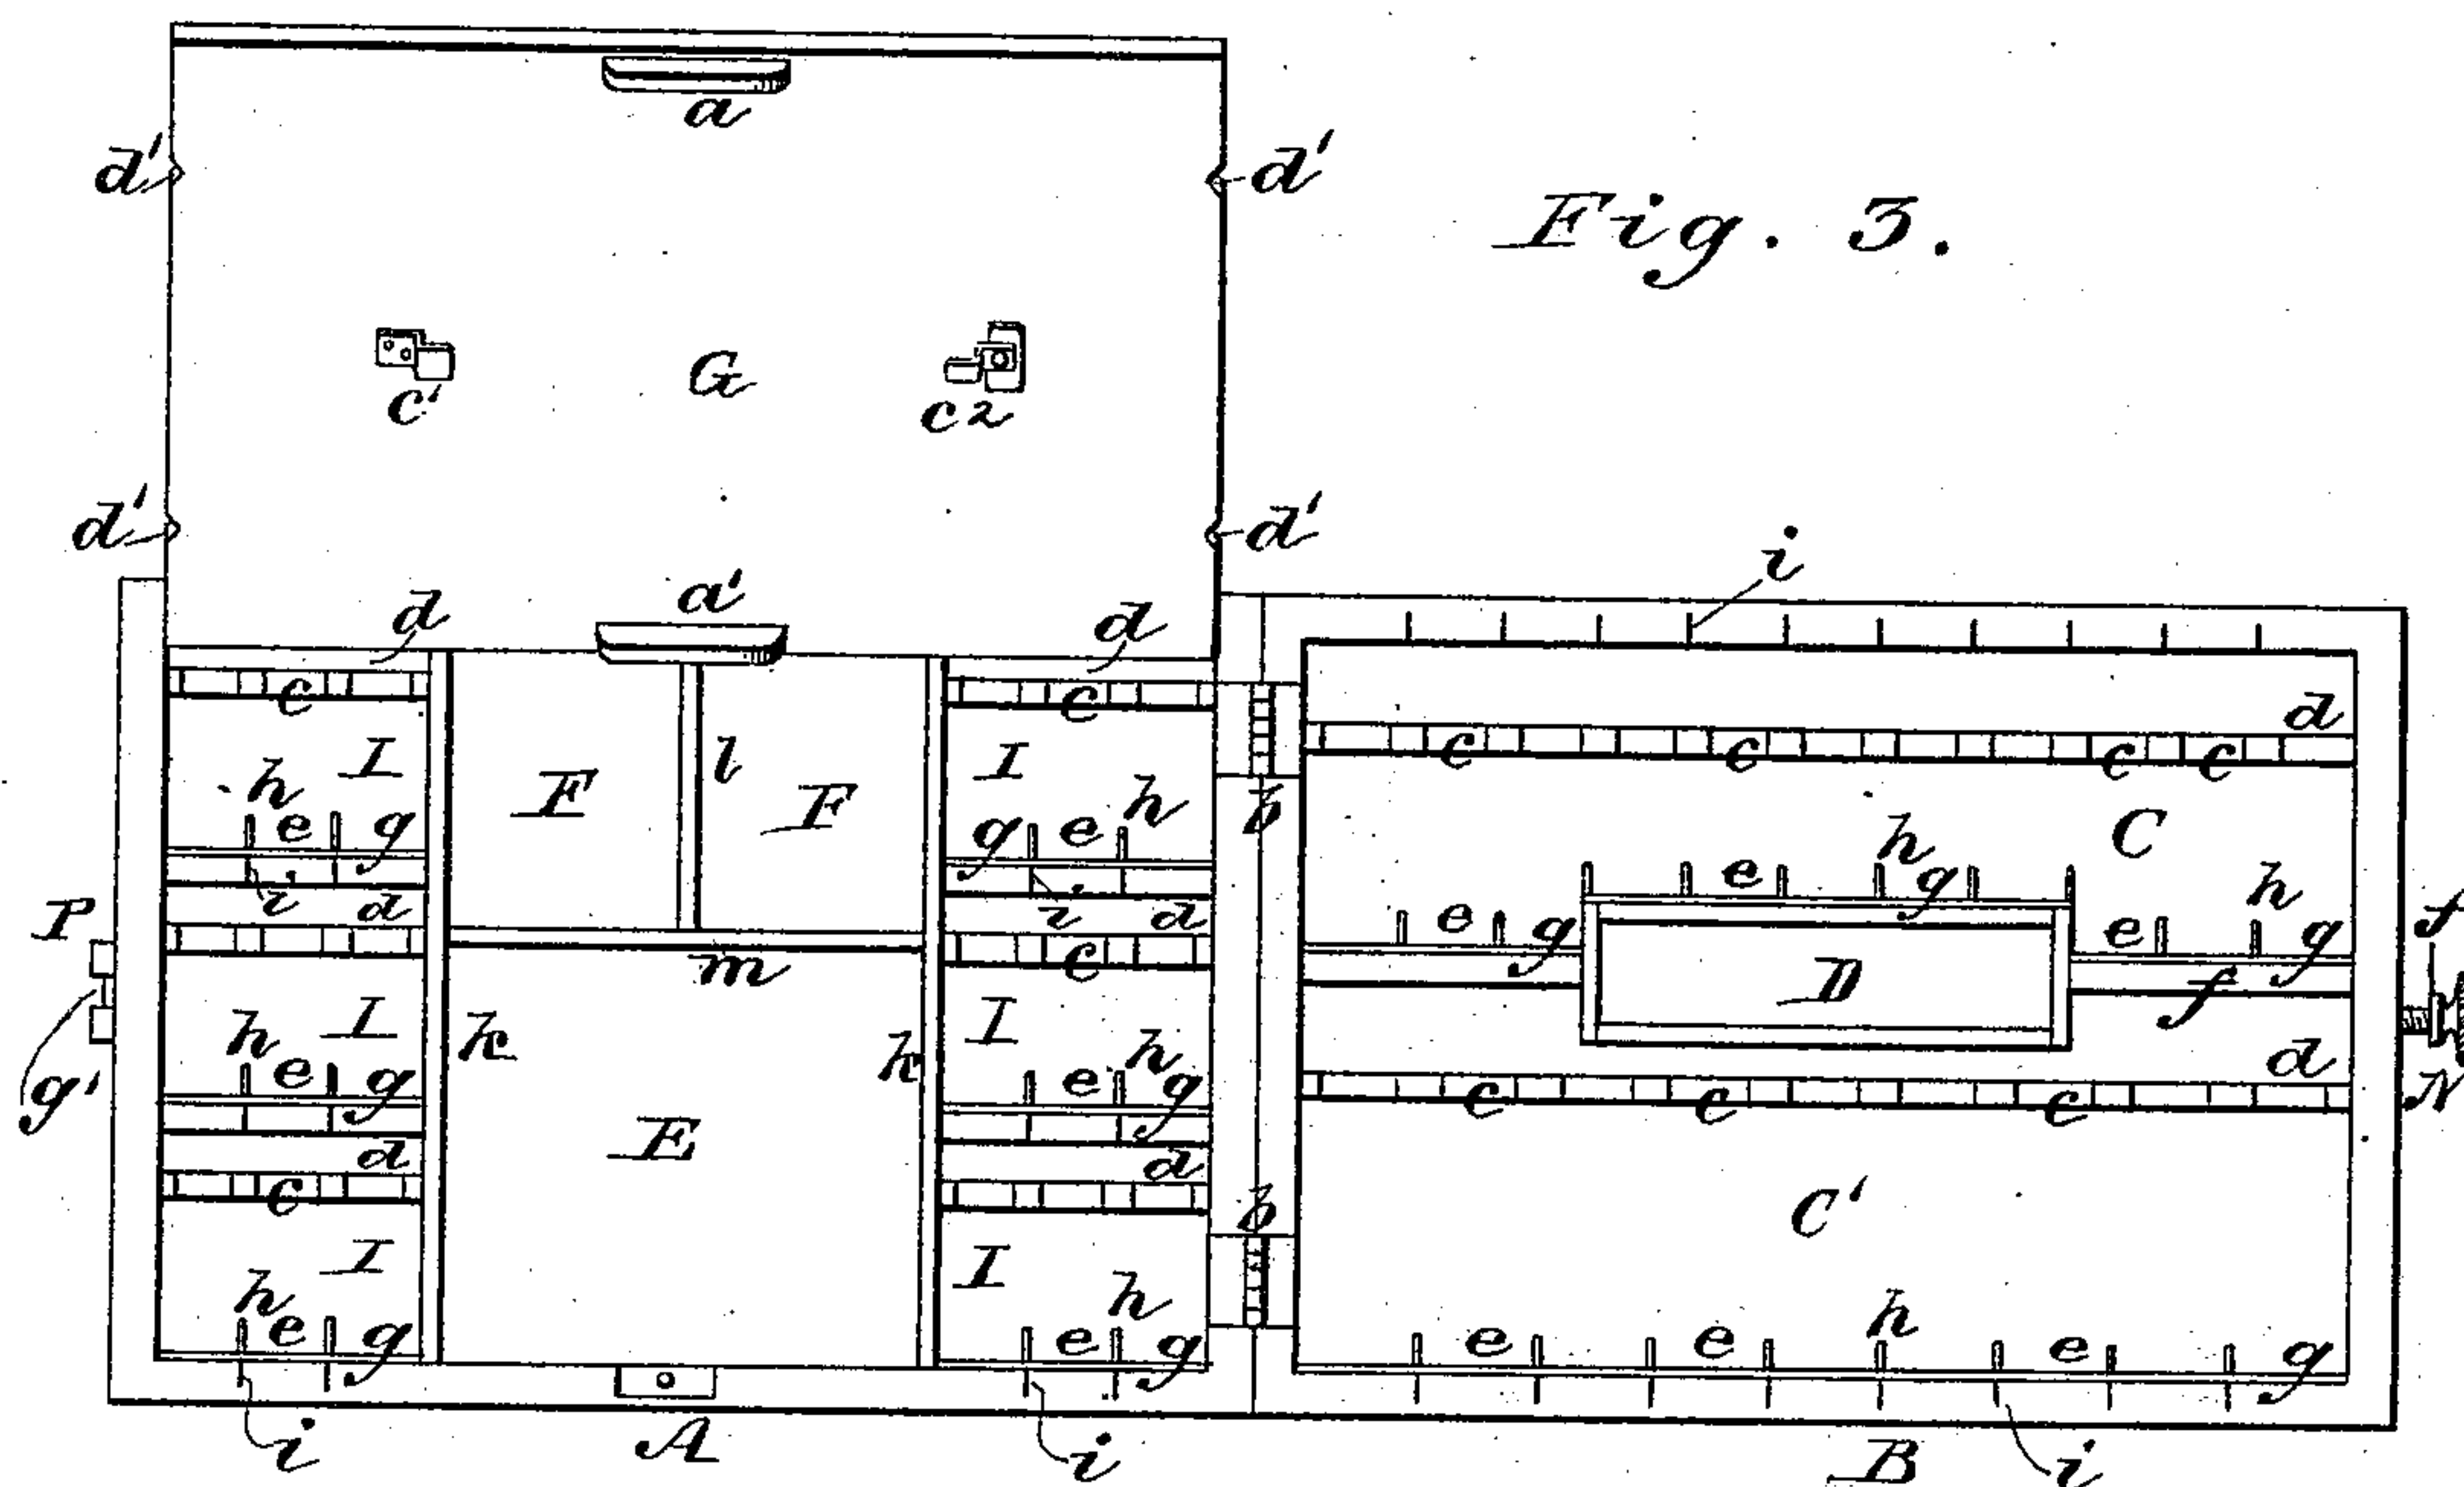 a
d' d'
Fig. 3.
c' G c2
d' d'
i
d a' d
c c d
I l I c c c c
F F b C
h h
e g g e h g e h
i d i d e g e h g f
P m c D f
I I d
h k k h c c c N
g' e g e g
E
d d
c b C'
I I
h h h
e g e g e e e g
i A i B i